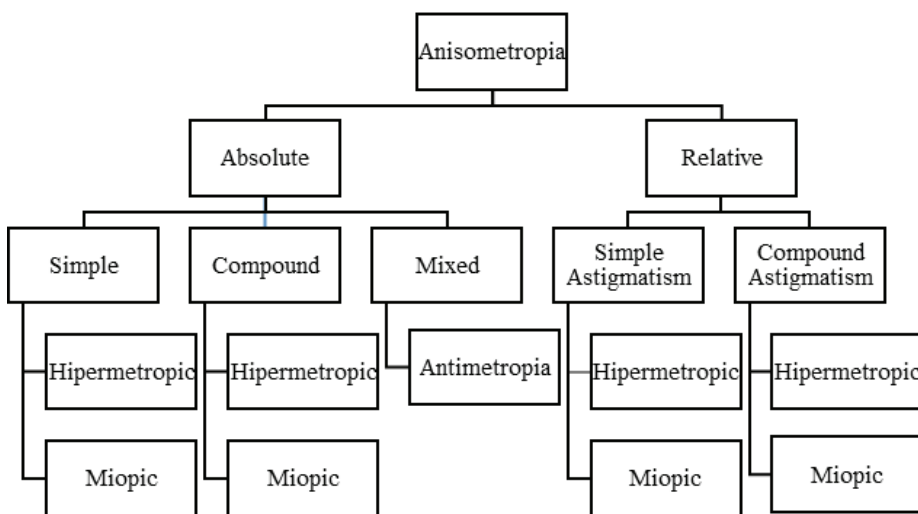 Anisometropia
Absolute
Relative
Simple
Compound
Mixed
Simple
Astigmatism
Compound
Astigmatism
Hipermetropic
Hipermetropic
Antimetropia
Hipermetropic
Hipermetropic
Miopic
Miopic
Miopic
Miopic